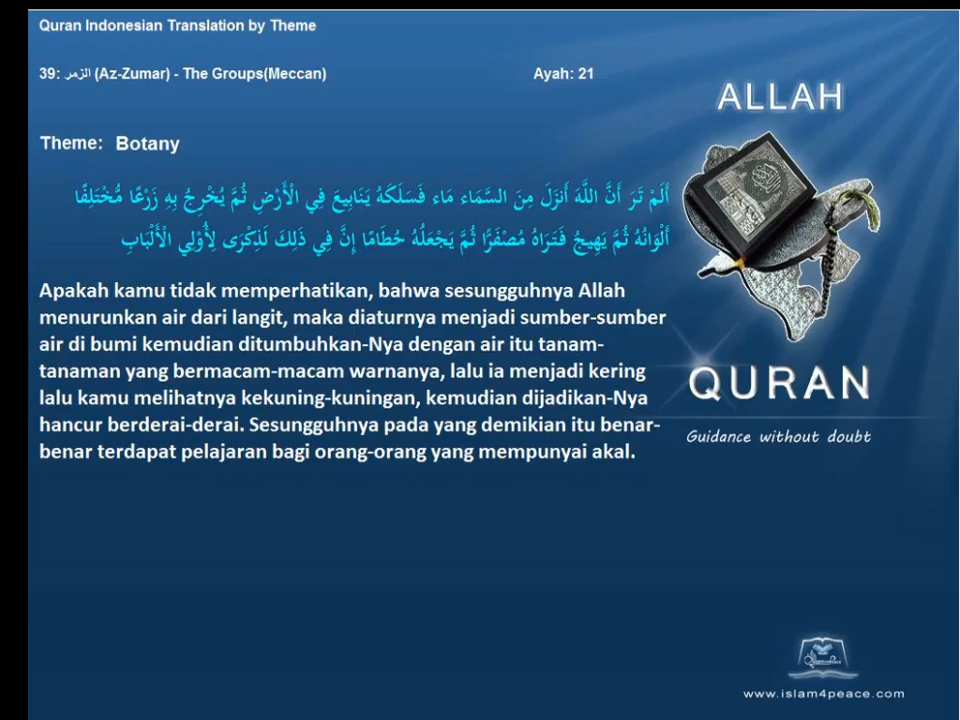 Quran Indonesian Translation by Theme
39: الزمر (Az-Zumar) - The Groups(Meccan) Ayah: 21
ALLAH
Theme: Botany
أَلَمْ تَرَ أَنَّ اللَّهَ أَنزَلَ مِنَ السَّمَاء مَاء فَسَلَكَهُ يَنَابِيعَ فِي الْأَرْضِ ثُمَّ يُخْرِجُ بِهِ زَرْعًا مُّخْتَلِفًا
أَلْوَانُهُ ثُمَّ يَهِيجُ فَتَرَاهُ مُصْفَرًّا ثُمَّ يَجْعَلُهُ حُطَامًا إِنَّ فِي ذَلِكَ لَذِكْرَى لِأُوْلِي الْأَلْبَابِ
Apakah kamu tidak memperhatikan, bahwa sesungguhnya Allah
menurunkan air dari langit, maka diaturnya menjadi sumber-sumber
air di bumi kemudian ditumbuhkan-Nya dengan air itu tanam-
tanaman yang bermacam-macam warnanya, lalu ia menjadi kering
lalu kamu melihatnya kekuning-kuningan, kemudian dijadikan-Nya
hancur berderai-derai. Sesungguhnya pada yang demikian itu benar-
benar terdapat pelajaran bagi orang-orang yang mempunyai akal.
QURAN
Guidance without doubt
www.islam4peace.com